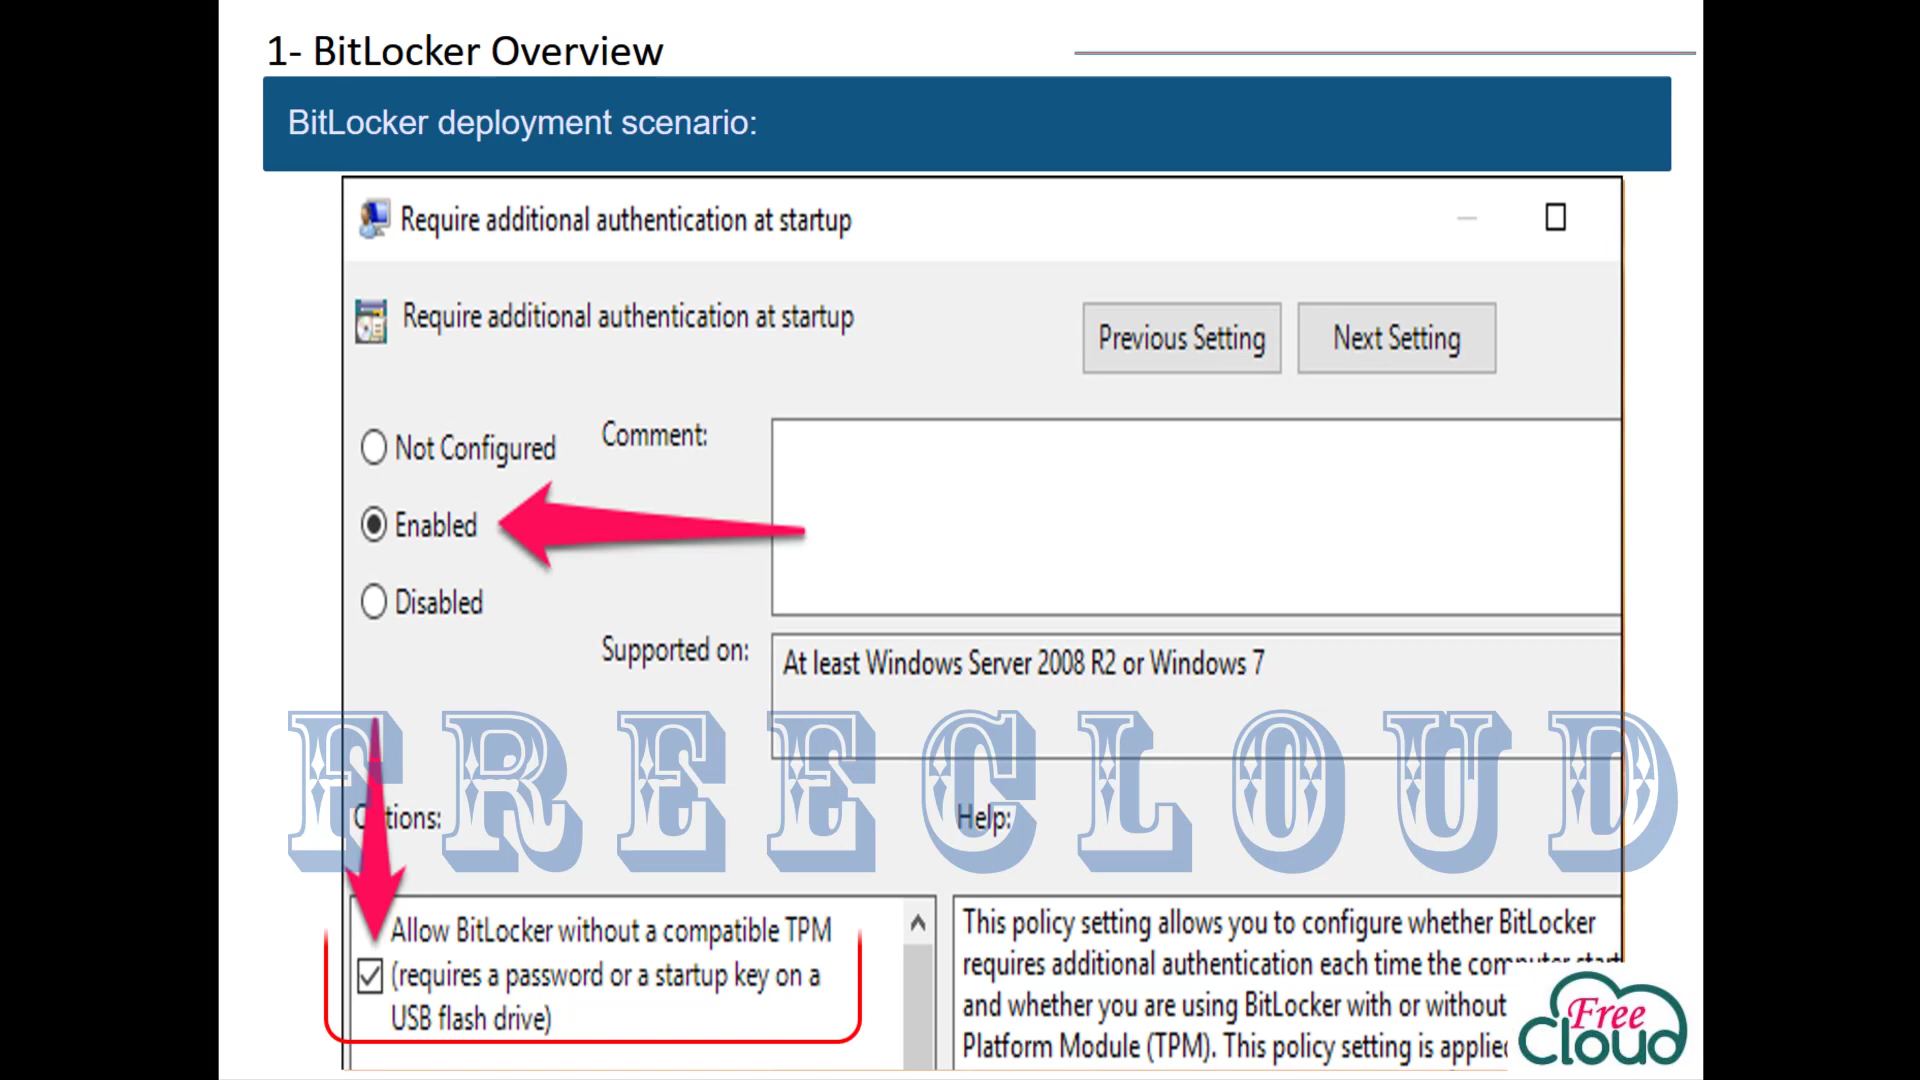 1- BitLocker Overview
BitLocker deployment scenario:
Require additional authentication at startup
Require additional authentication at startup
Previous Setting
Next Setting
Not Configured
Comment:
Enabled
Disabled
Supported on:
At least Windows Server 2008 R2 or Windows 7
FREECLOUD
Options:
Help:
Allow BitLocker without a compatible TPM
(requires a password or a startup key on a
USB flash drive)
This policy setting allows you to configure whether BitLocker
requires additional authentication each time the computer start
and whether you are using BitLocker with or without
Platform Module (TPM). This policy setting is applied
Free
Cloud